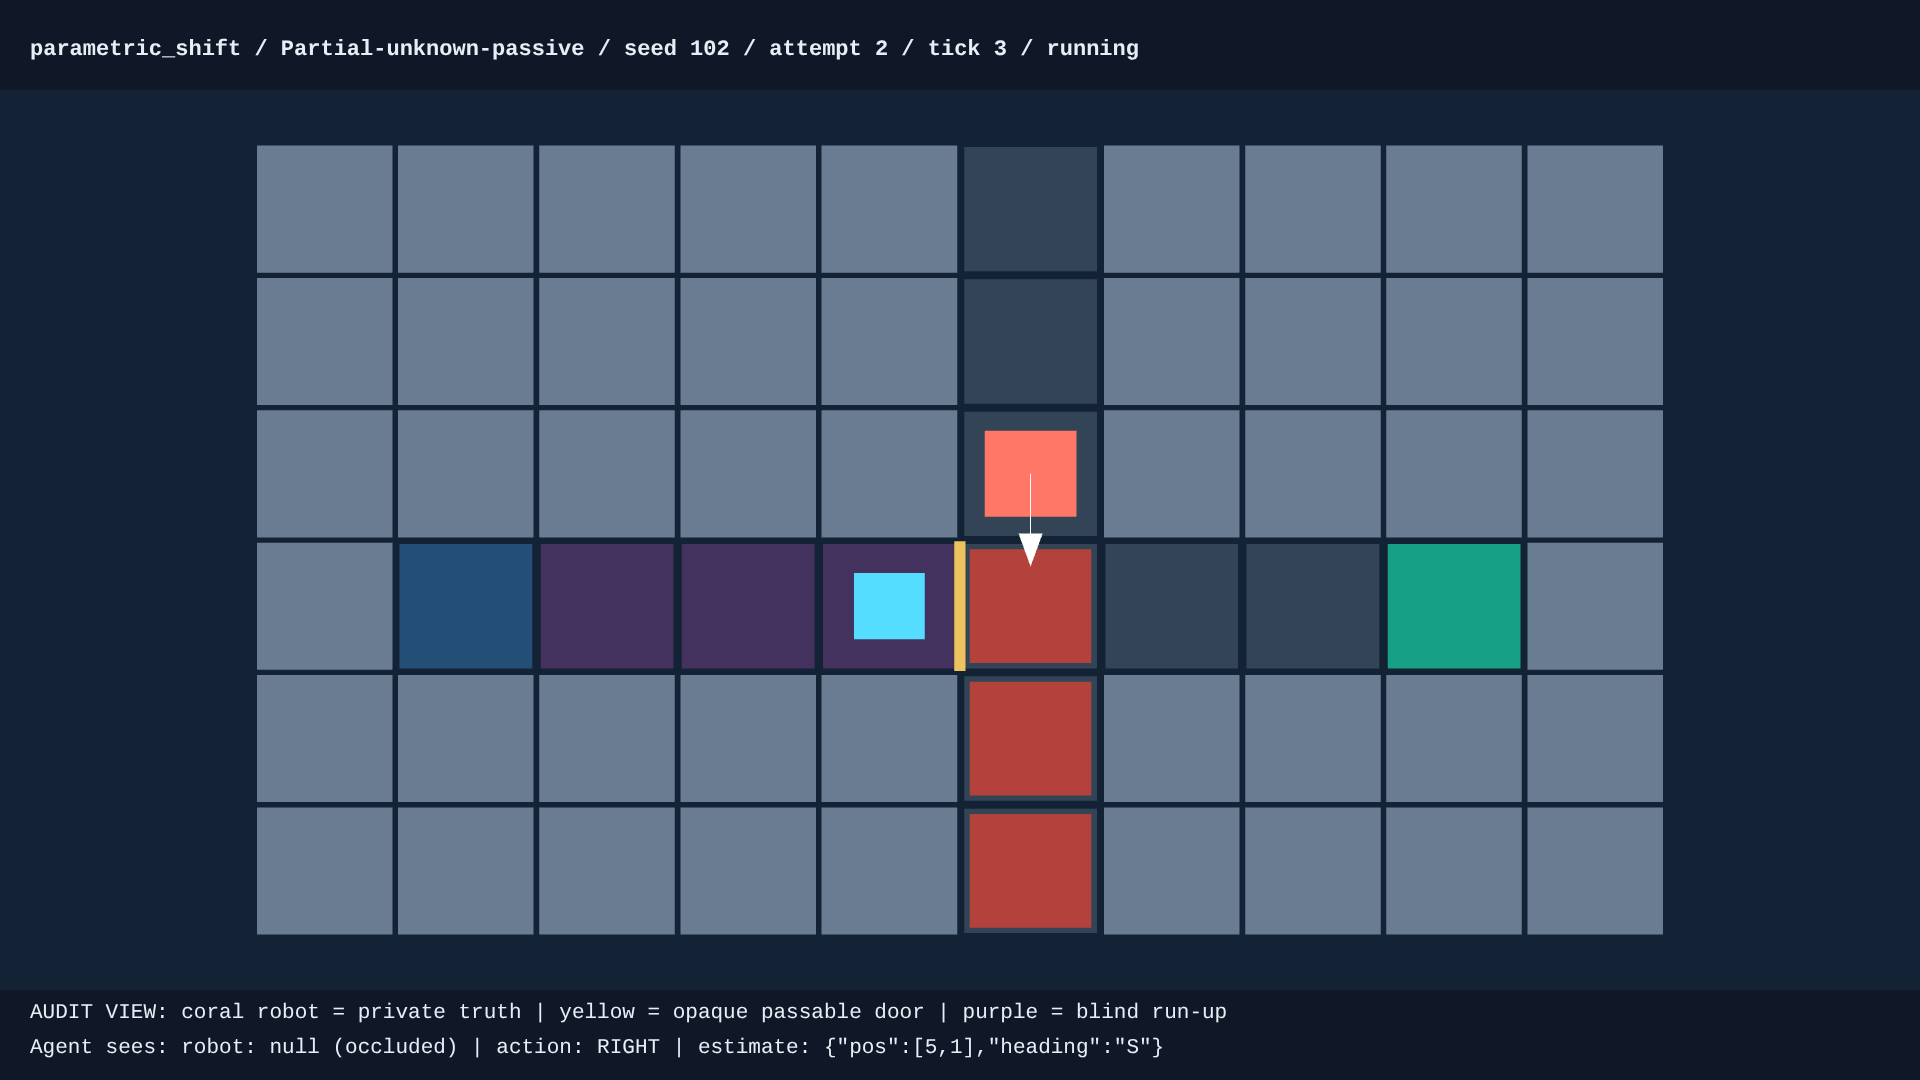 parametric_shift / Partial-unknown-passive / seed 102 / attempt 2 / tick 3 / running
AUDIT VIEW: coral robot = private truth | yellow = opaque passable door | purple = blind run-up
Agent sees: robot: null (occluded) | action: RIGHT | estimate: {"pos":[5,1],"heading":"S"}